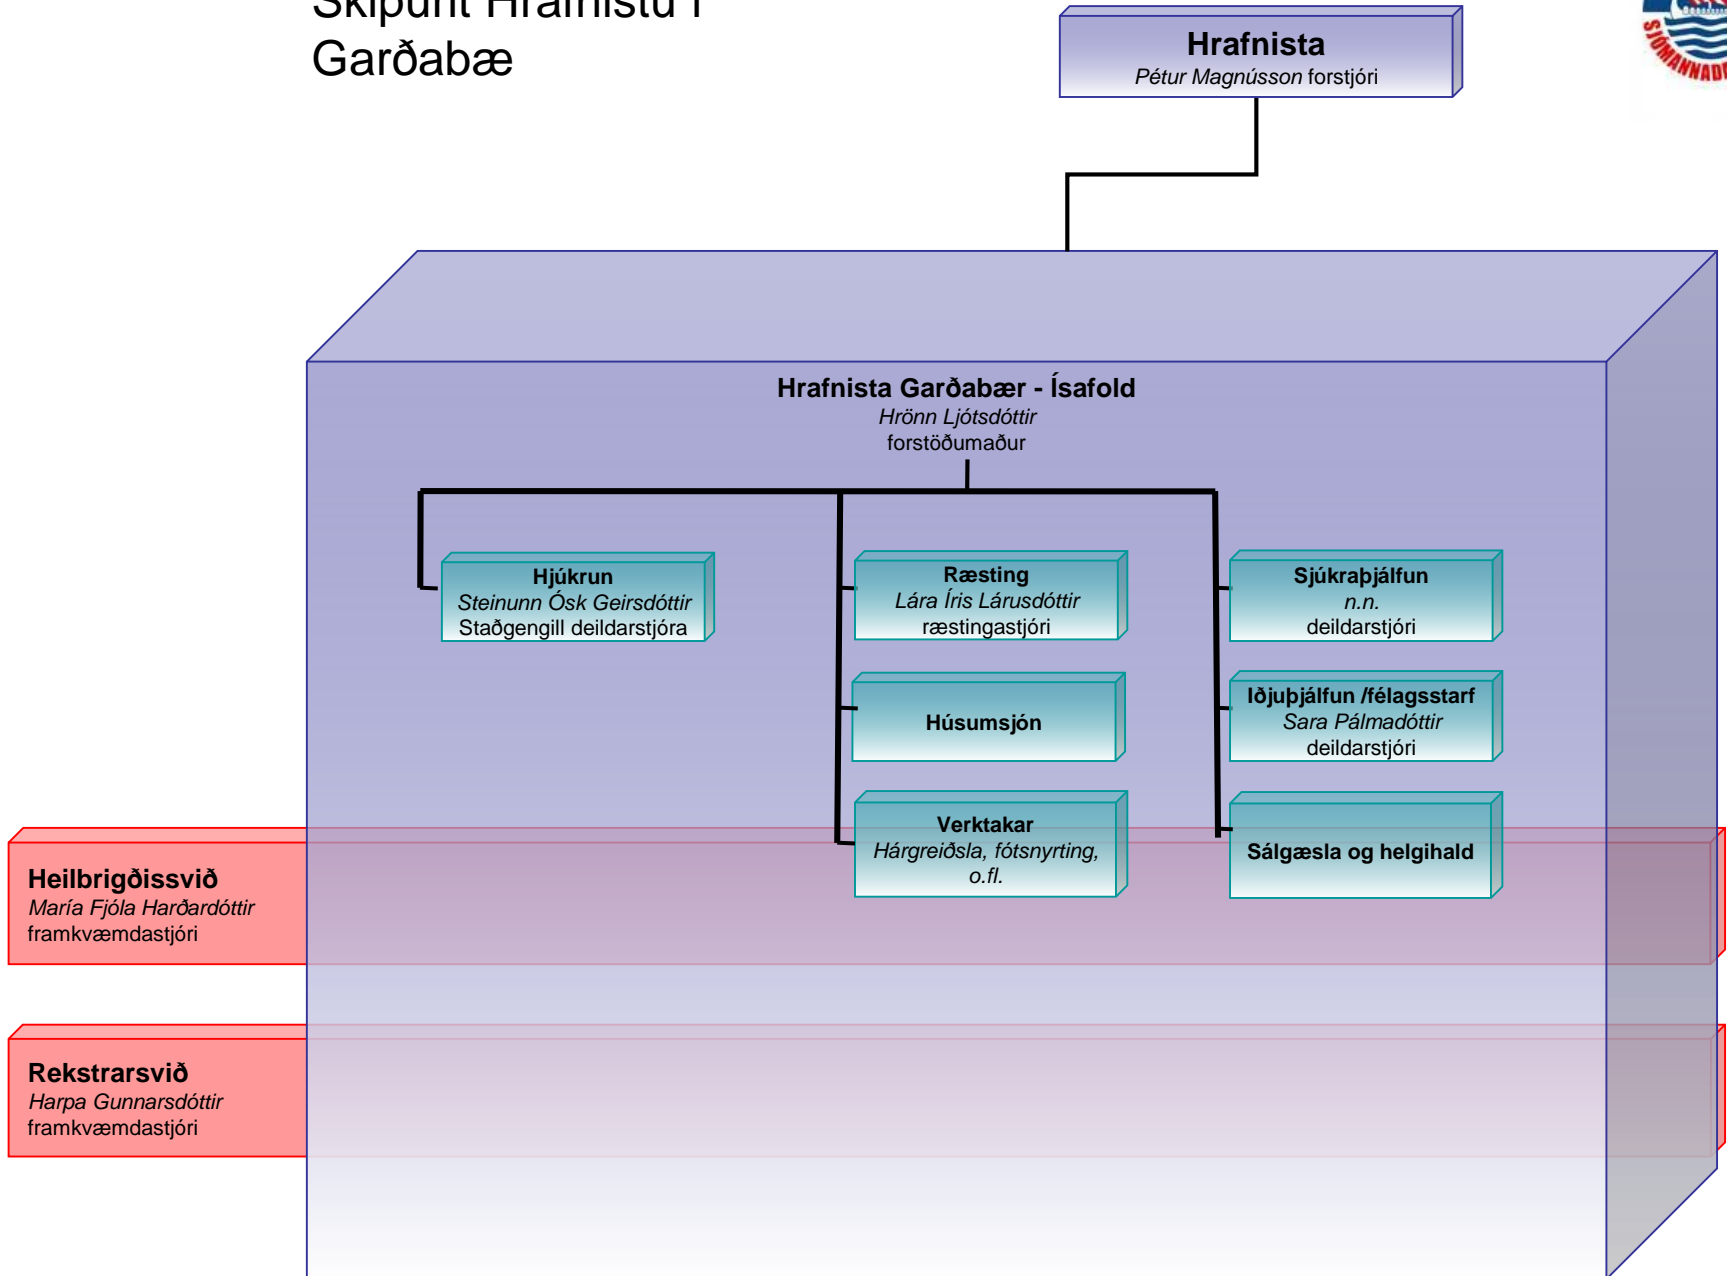 Skipurit Hrafnistu í
Garðabæ
Hrafnista
Pétur Magnússon forstjóri
Hrafnista Garðabær - Ísafold
Hrönn Ljótsdóttir
forstöðumaður
Hjúkrun
Steinunn Ósk Geirsdóttir
Staðgengill deildarstjóra
Ræsting
Lára Íris Lárusdóttir
ræstingastjóri
Sjúkraþjálfun
n.n.
deildarstjóri
Húsumsjón
Iðjuþjálfun /félagsstarf
Sara Pálmadóttir
deildarstjóri
Verktakar
Hárgreiðsla, fótsnyrting,
o.fl.
Sálgæsla og helgihald
Heilbrigðissvið
María Fjóla Harðardóttir
framkvæmdastjóri
Rekstrarsvið
Harpa Gunnarsdóttir
framkvæmdastjóri